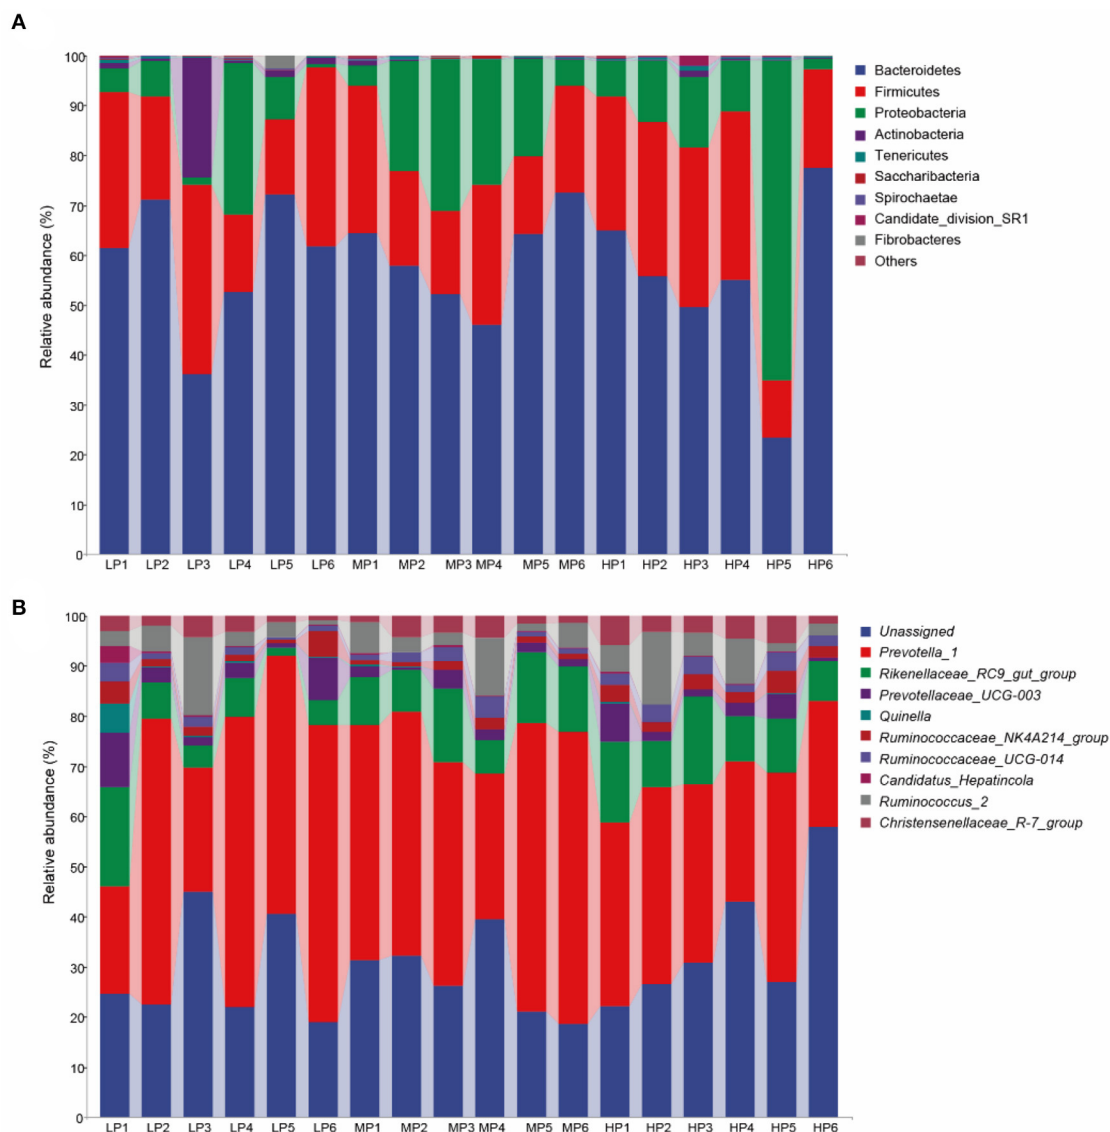 A
Relative abundance (%)
100
90
80
70
60
50
40
30
20
10
0
LP1 LP2 LP3 LP4 LP5 LP6 MP1 MP2 MP3 MP4 MP5 MP6 HP1 HP2 HP3 HP4 HP5 HP6
Bacteroidetes
Firmicutes
Proteobacteria
Actinobacteria
Tenericutes
Saccharibacteria
Spirochaetae
Candidate_division_SR1
Fibrobacteres
Others
B
Relative abundance (%)
100
90
80
70
60
50
40
30
20
10
0
LP1 LP2 LP3 LP4 LP5 LP6 MP1 MP2 MP3 MP4 MP5 MP6 HP1 HP2 HP3 HP4 HP5 HP6
Unassigned
Prevotella_1
Rikenellaceae_RC9_gut_group
Prevotellaceae_UCG-003
Quinella
Ruminococcaceae_NK4A214_group
Ruminococcaceae_UCG-014
Candidatus_Hepatincola
Ruminococcus_2
Christensenellaceae_R-7_group